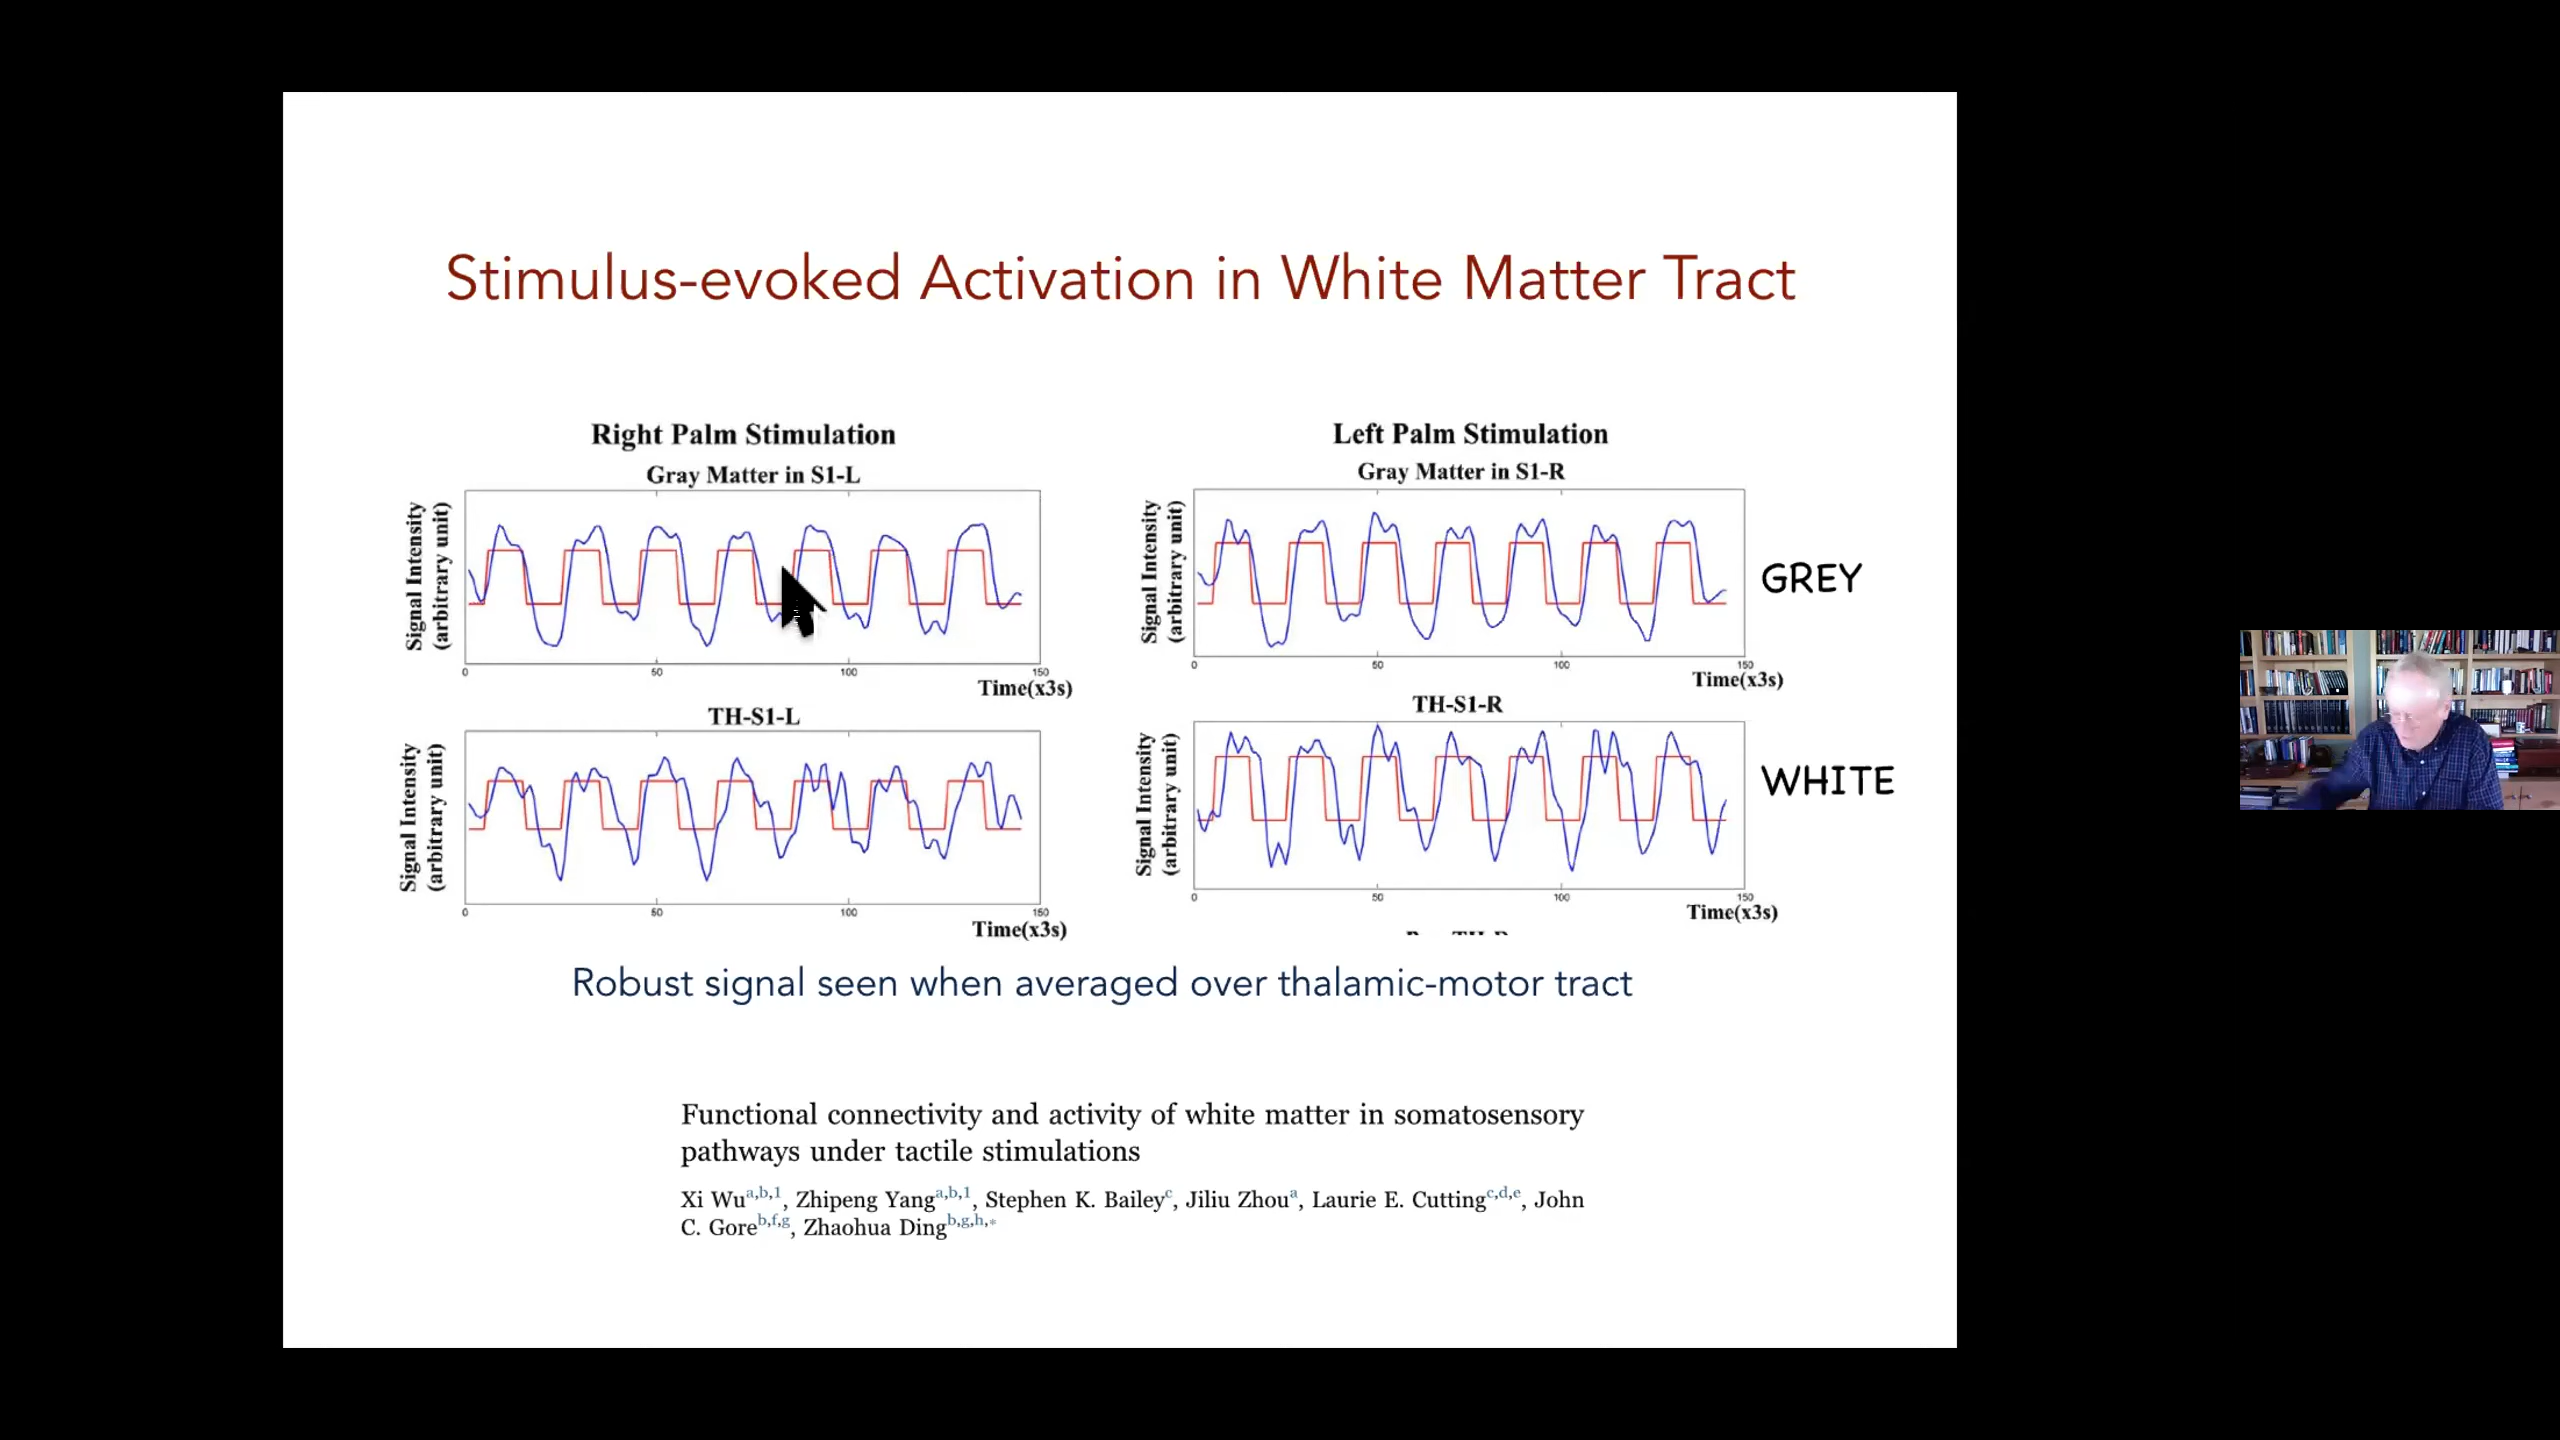 Stimulus-evoked Activation in White Matter Tract
Right Palm Stimulation
Gray Matter in S1-L
Signal Intensity
(arbitrary unit)
0 50 100 150
Time(x3s)
TH-S1-L
Signal Intensity
(arbitrary unit)
0 50 100 150
Time(x3s)
Left Palm Stimulation
Gray Matter in S1-R
Signal Intensity
(arbitrary unit)
0 50 100 150
Time(x3s)
GREY
TH-S1-R
Signal Intensity
(arbitrary unit)
0 50 100 150
Time(x3s)
WHITE
Robust signal seen when averaged over thalamic-motor tract
Functional connectivity and activity of white matter in somatosensory
pathways under tactile stimulations
Xi Wu a,b,1, Zhipeng Yang a,b,1, Stephen K. Bailey c, Jiliu Zhou a, Laurie E. Cutting c,d,e, John
C. Gore b,f,g, Zhaohua Ding b,g,h,*